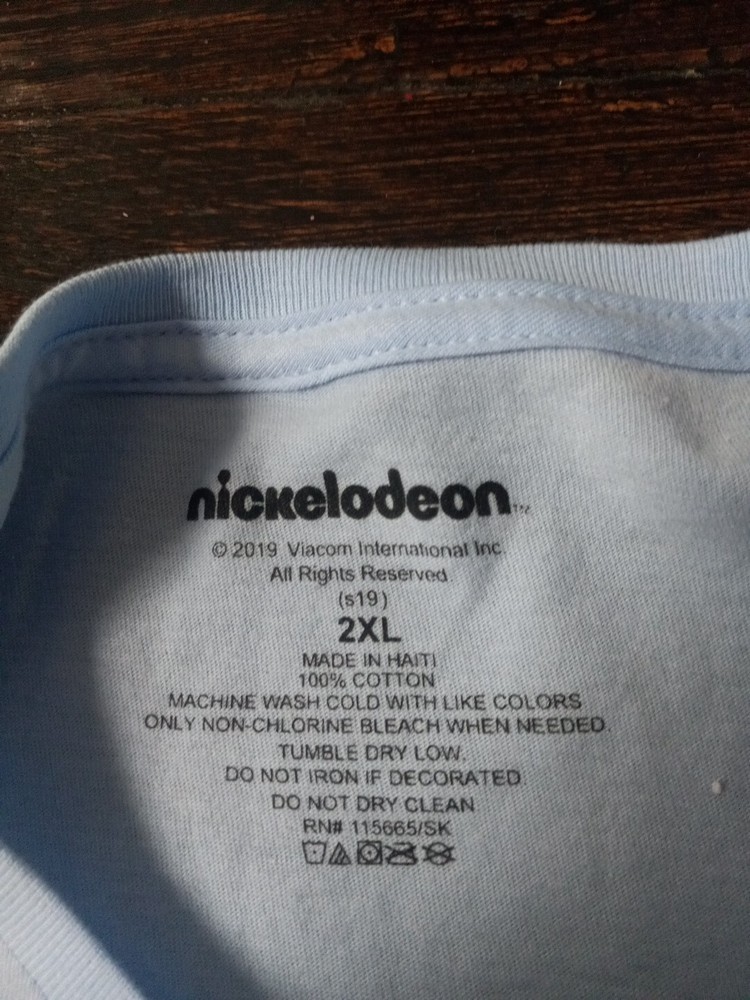 nickelodeon™
© 2019 Viacom International Inc.
All Rights Reserved
(s19)
2XL
MADE IN HAITI
100% COTTON
MACHINE WASH COLD WITH LIKE COLORS
ONLY NON-CHLORINE BLEACH WHEN NEEDED.
TUMBLE DRY LOW.
DO NOT IRON IF DECORATED.
DO NOT DRY CLEAN
RN# 115665/SK